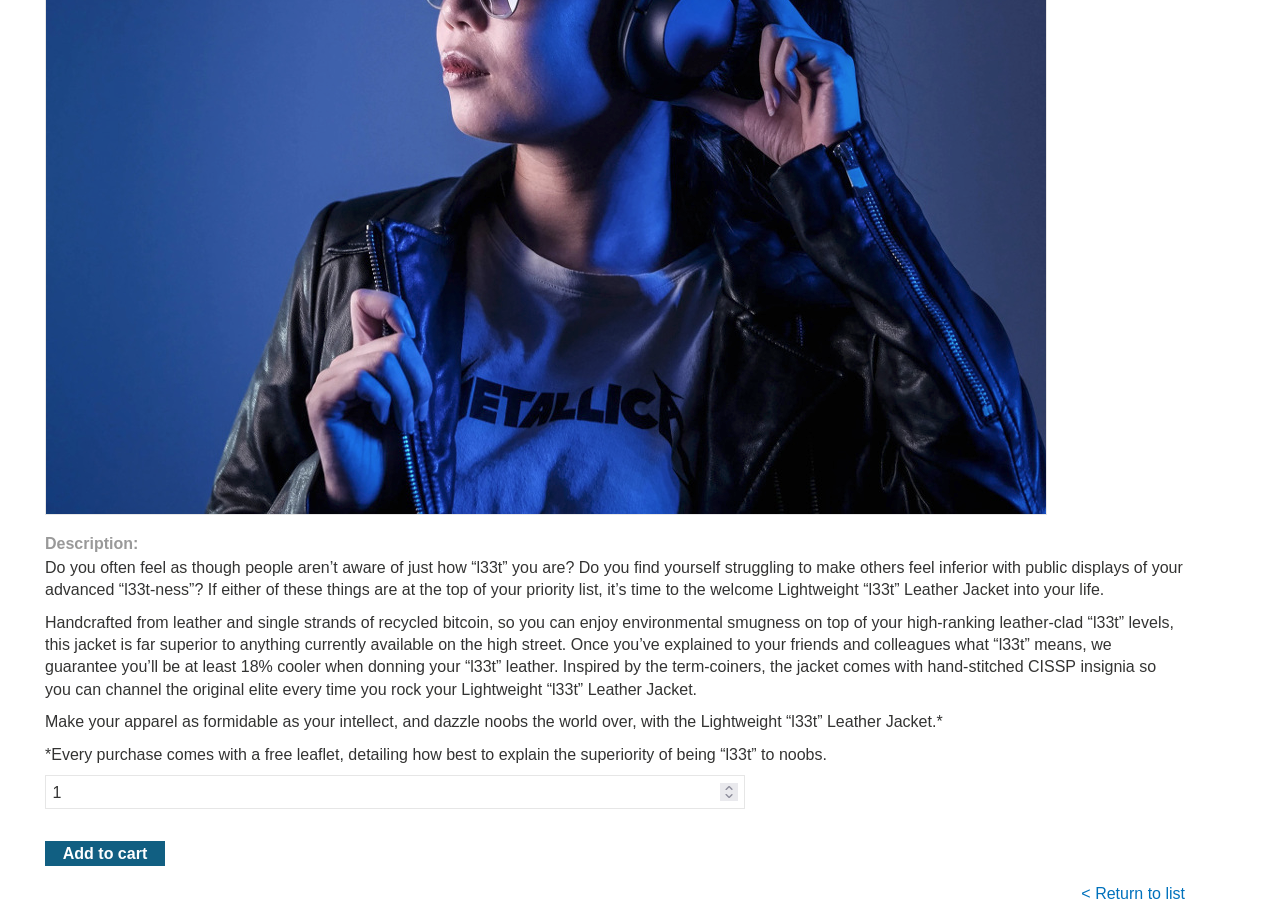 METALLICA
Description:
Do you often feel as though people aren’t aware of just how “l33t” you are? Do you find yourself struggling to make others feel inferior with public displays of your
advanced “l33t-ness”? If either of these things are at the top of your priority list, it’s time to the welcome Lightweight “l33t” Leather Jacket into your life.
Handcrafted from leather and single strands of recycled bitcoin, so you can enjoy environmental smugness on top of your high-ranking leather-clad “l33t” levels,
this jacket is far superior to anything currently available on the high street. Once you’ve explained to your friends and colleagues what “l33t” means, we
guarantee you’ll be at least 18% cooler when donning your “l33t” leather. Inspired by the term-coiners, the jacket comes with hand-stitched CISSP insignia so
you can channel the original elite every time you rock your Lightweight “l33t” Leather Jacket.
Make your apparel as formidable as your intellect, and dazzle noobs the world over, with the Lightweight “l33t” Leather Jacket.*
*Every purchase comes with a free leaflet, detailing how best to explain the superiority of being “l33t” to noobs.
1
Add to cart
< Return to list